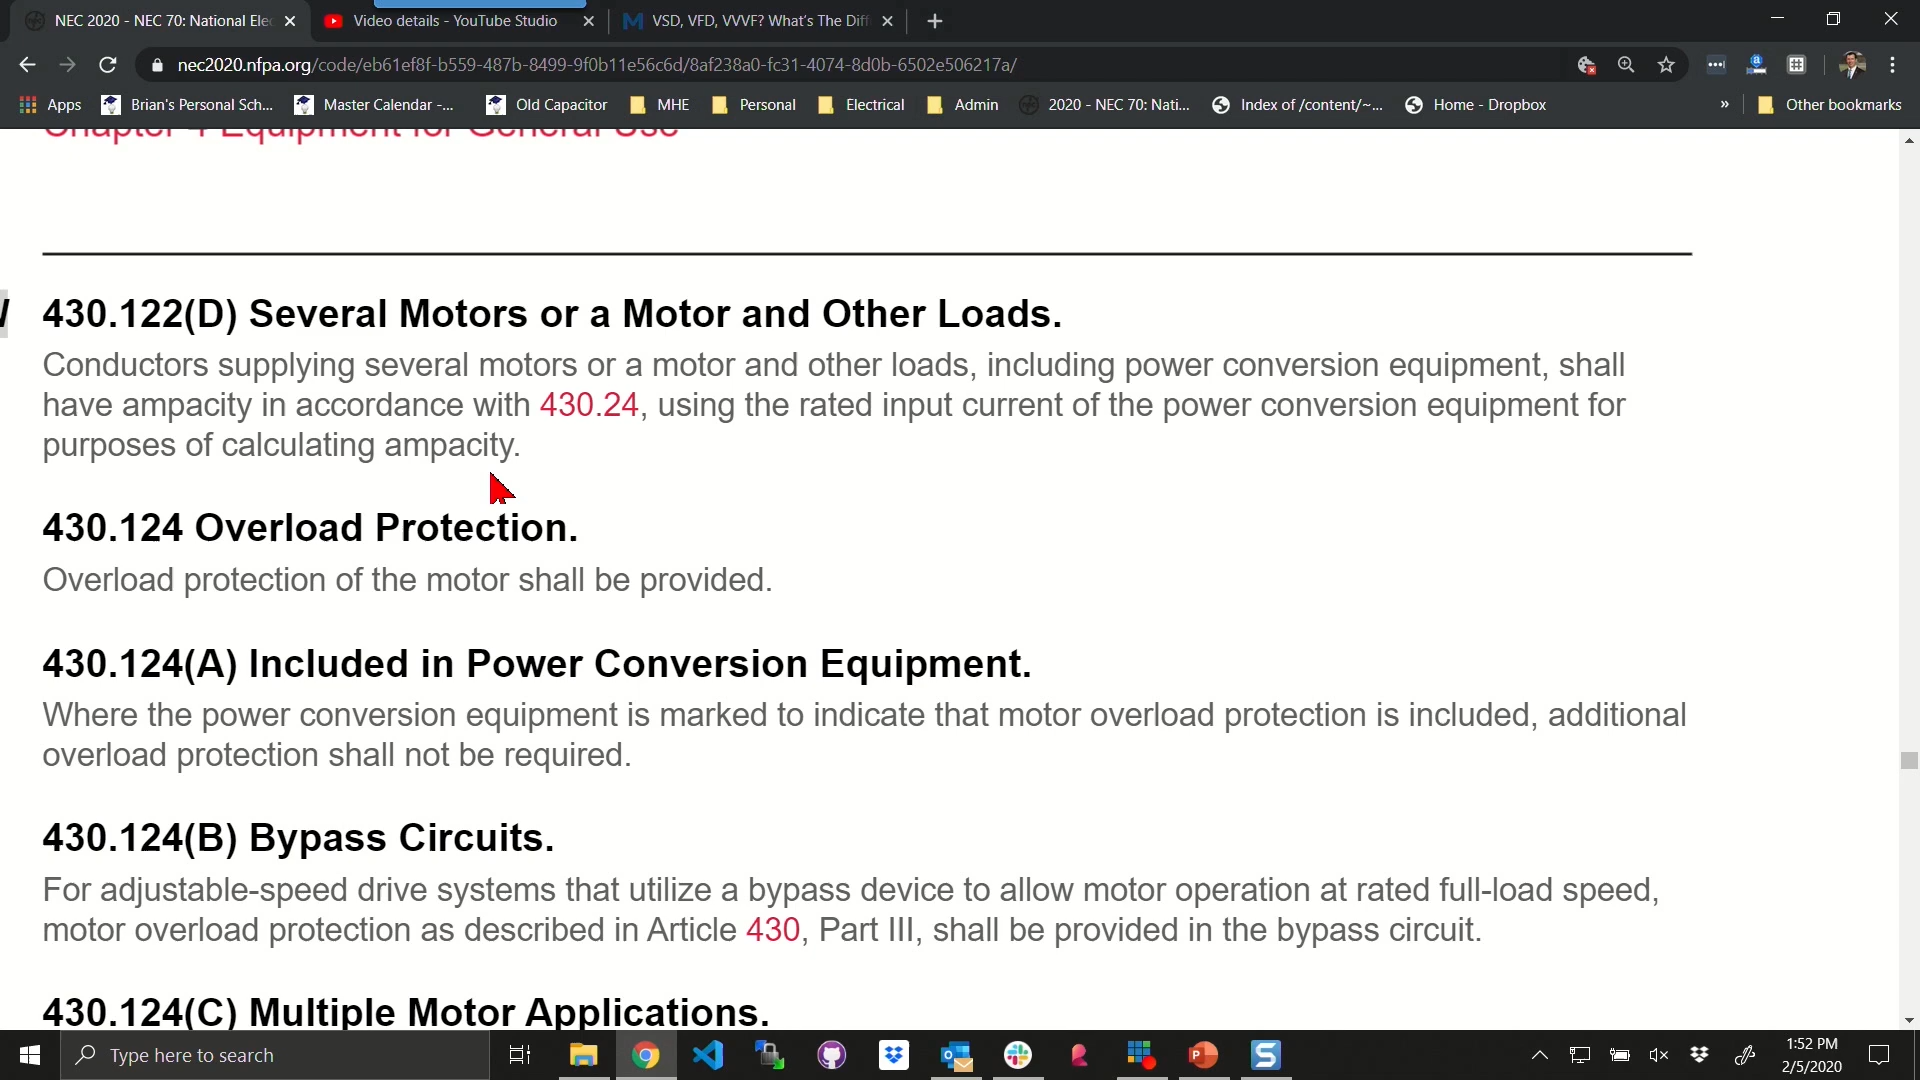 NEC 2020 - NEC 70: National Ele
Video details - YouTube Studio
VSD, VFD, VVVF? What's The Diff
nec2020.nfpa.org/code/eb61ef8f-b559-487b-8499-9f0b11e56c6d/8af238a0-fc31-4074-8d0b-6502e506217a/
Apps
Brian's Personal Sch...
Master Calendar -...
Old Capacitor
MHE
Personal
Electrical
Admin
2020 - NEC 70: Nati...
Index of /content/~...
Home - Dropbox
»
Other bookmarks
Chapter 4 Equipment for General Use
430.122(D) Several Motors or a Motor and Other Loads.
Conductors supplying several motors or a motor and other loads, including power conversion equipment, shall
have ampacity in accordance with 430.24, using the rated input current of the power conversion equipment for
purposes of calculating ampacity.
430.124 Overload Protection.
Overload protection of the motor shall be provided.
430.124(A) Included in Power Conversion Equipment.
Where the power conversion equipment is marked to indicate that motor overload protection is included, additional
overload protection shall not be required.
430.124(B) Bypass Circuits.
For adjustable-speed drive systems that utilize a bypass device to allow motor operation at rated full-load speed,
motor overload protection as described in Article 430, Part III, shall be provided in the bypass circuit.
430.124(C) Multiple Motor Applications.
Type here to search
1:52 PM
2/5/2020